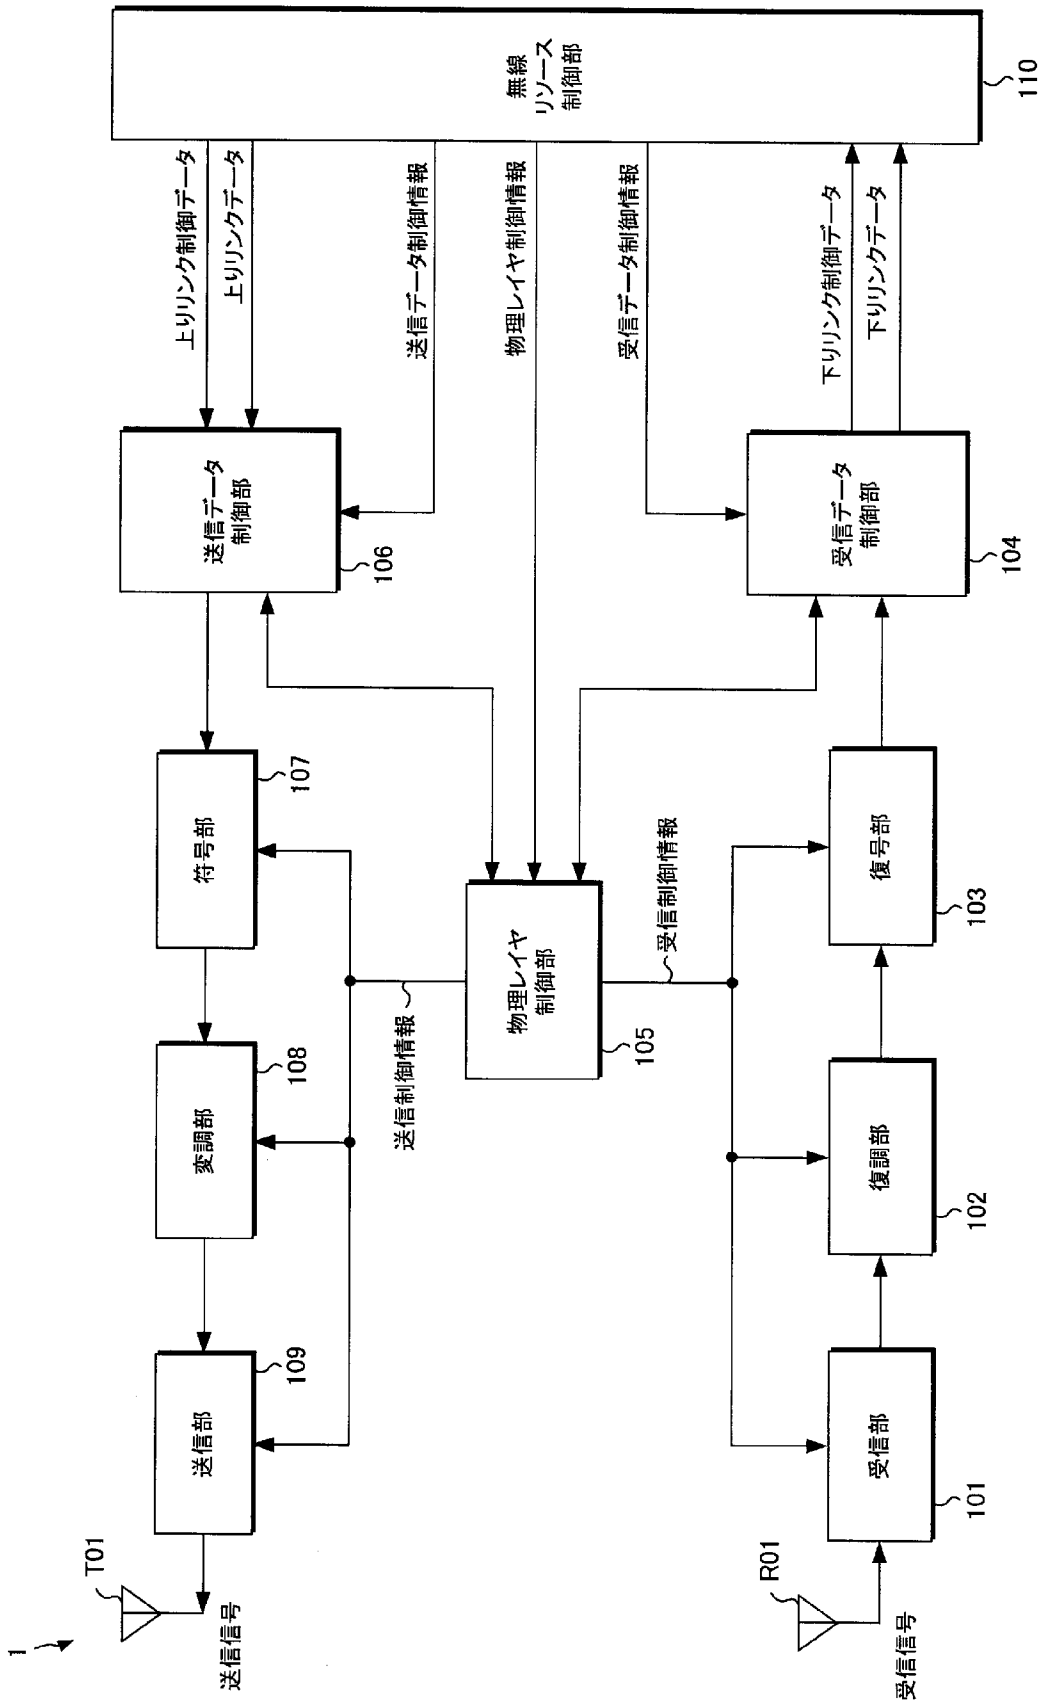 1
T01
送信信号
送信部
109
変調部
108
符号部
107
送信データ
制御部
106
上りリンク制御データ
上りリンクデータ
送信データ制御情報
物理レイヤ制御情報
受信データ制御情報
下りリンク制御データ
下りリンクデータ
無線
リソース
制御部
110
送信制御情報
物理レイヤ
制御部
105
受信制御情報
R01
受信信号
受信部
101
復調部
102
復号部
103
受信データ
制御部
104